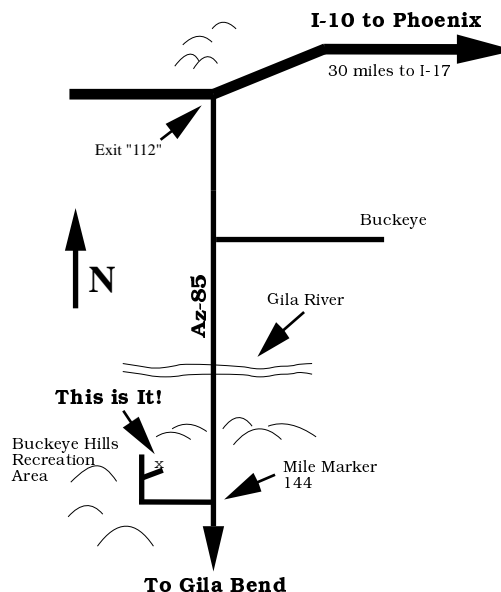 I-10 to Phoenix
30 miles to I-17
Exit "112"
Buckeye
N
Az-85
Gila River
This is It!
Buckeye Hills
Recreation
Area
x
Mile Marker
144
To Gila Bend